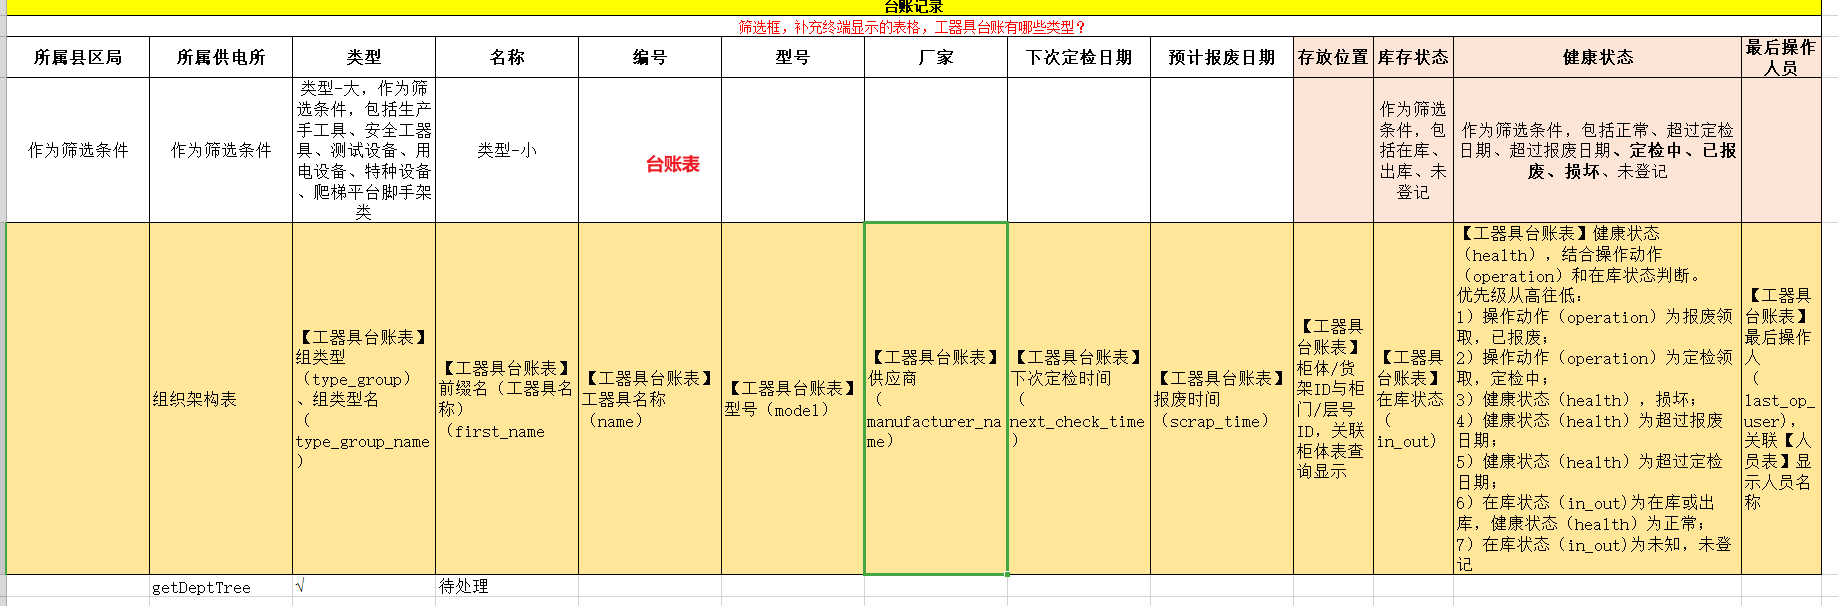 台账记录
筛选框，补充终端显示的表格，工器具台账有哪些类型？
所属县区局
所属供电所
类型
名称
编号
型号
厂家
下次定检日期
预计报废日期
存放位置
库存状态
健康状态
最后操作
人员
作为筛选条件
作为筛选条件
类型-大，作为筛
选条件，包括生产
手工具、安全工器
具、测试设备、用
电设备、特种设备
、爬梯平台脚手架
类
类型-小
台账表
作为筛选
条件，包
括在库、
出库、未
登记
作为筛选条件，包括正常、超过定检
日期、超过报废日期、定检中、已报
废、损坏、未登记
组织架构表
【工器具台账表】
组类型
（type_group）
、组类型名
（
type_group_name
）
【工器具台账表】
前缀名（工器具名
称）
（first_name
【工器具台账表】
工器具名称
（name）
【工器具台账表】
型号（model）
【工器具台账表】
供应商
（
manufacturer_na
me）
【工器具台账表】
下次定检时间
（
next_check_time
）
【工器具台账表】
报废时间
（scrap_time）
【工器具
台账表】
柜体/货
架ID与柜
门/层号
ID，关联
柜体表查
询显示
【工器具
台账表】
在库状态
（
in_out)
【工器具台账表】健康状态
（health），结合操作动作
（operation）和在库状态判断。
优先级从高往低：
1）操作动作（operation）为报废领
取，已报废；
2）操作动作（operation）为定检领
取，定检中；
3）健康状态（health），损坏；
4）健康状态（health）为超过报废
日期；
5）健康状态（health）为超过定检
日期；
6）在库状态（in_out)为在库或出
库，健康状态（health）为正常；
7）在库状态（in_out)为未知，未登
记
【工器具
台账表】
最后操作
人
（
last_op_
user)，
关联【人
员表】显
示人员名
称
getDeptTree
√
待处理